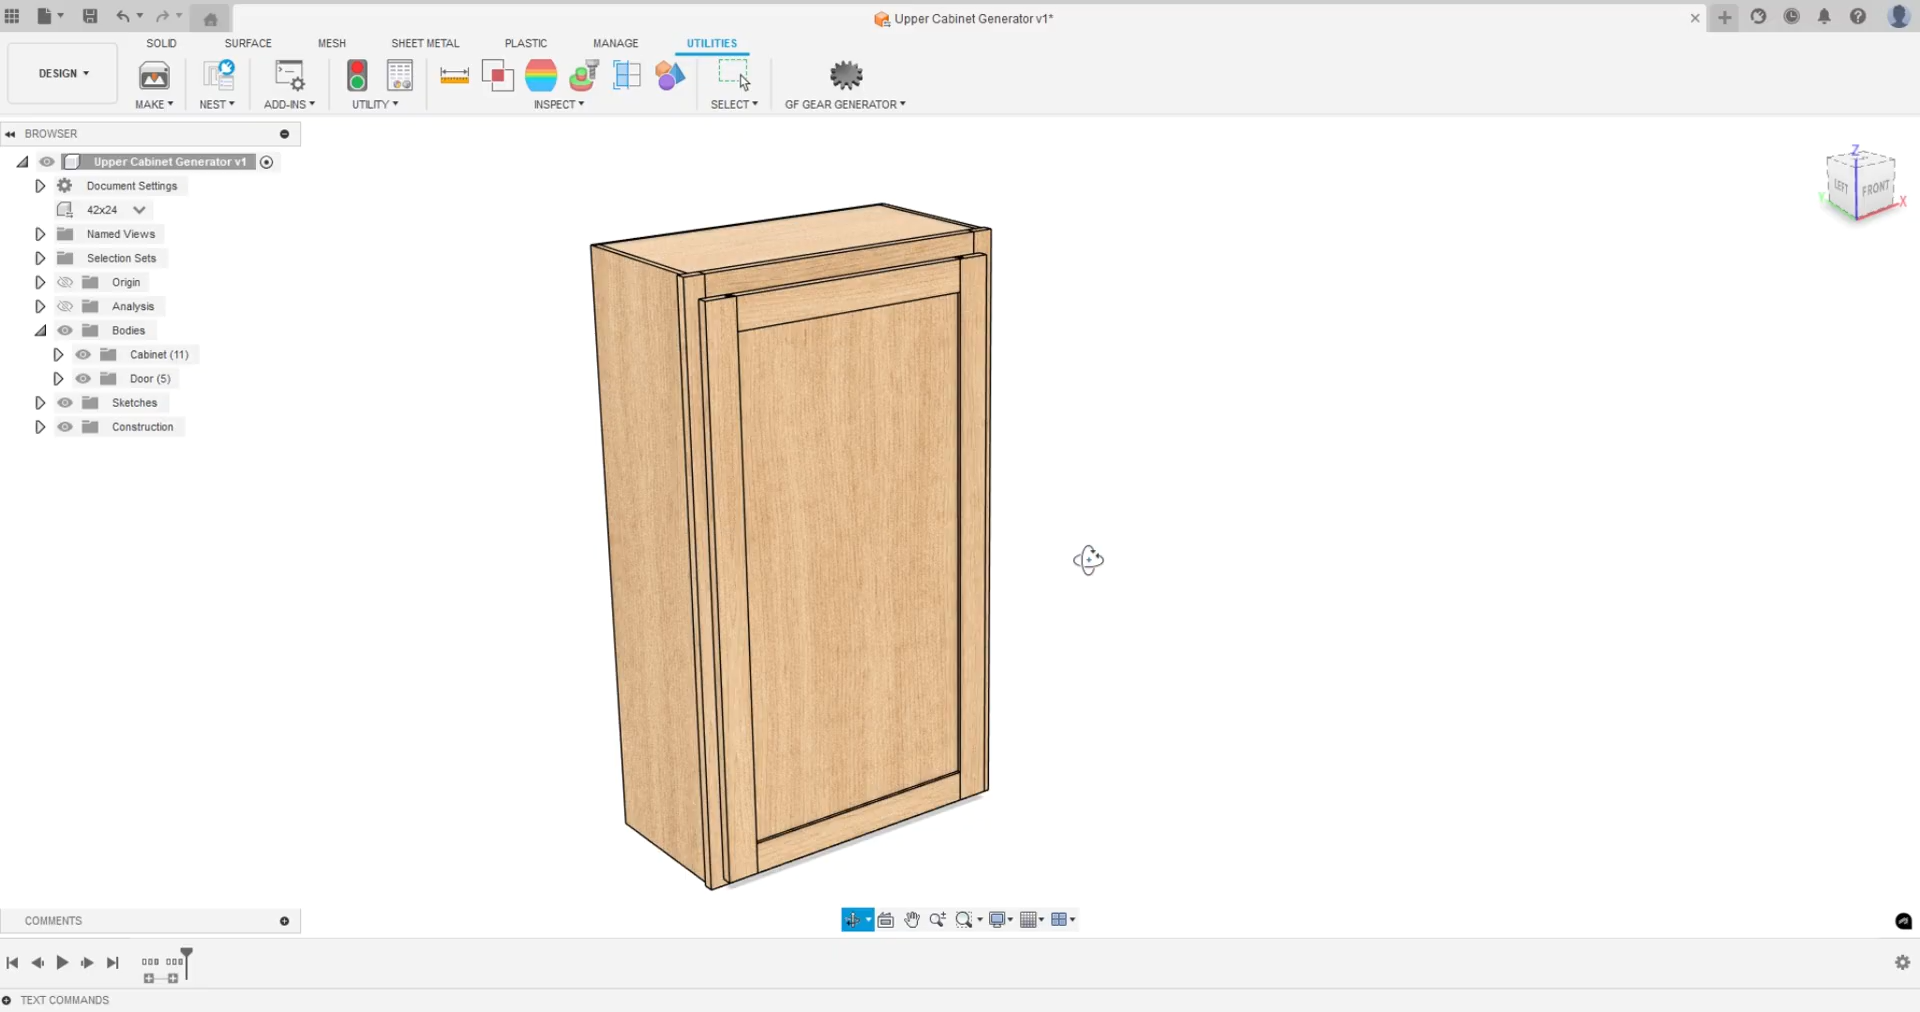 Upper Cabinet Generator v1*
SOLID SURFACE MESH SHEET METAL PLASTIC MANAGE UTILITIES
DESIGN
MAKE NEST ADD-INS UTILITY INSPECT SELECT GF GEAR GENERATOR
BROWSER
Upper Cabinet Generator v1
Document Settings
42x24
Named Views
Selection Sets
Origin
Analysis
Bodies
Cabinet (11)
Door (5)
Sketches
Construction
Z
LEFT FRONT
Y X
COMMENTS
TEXT COMMANDS